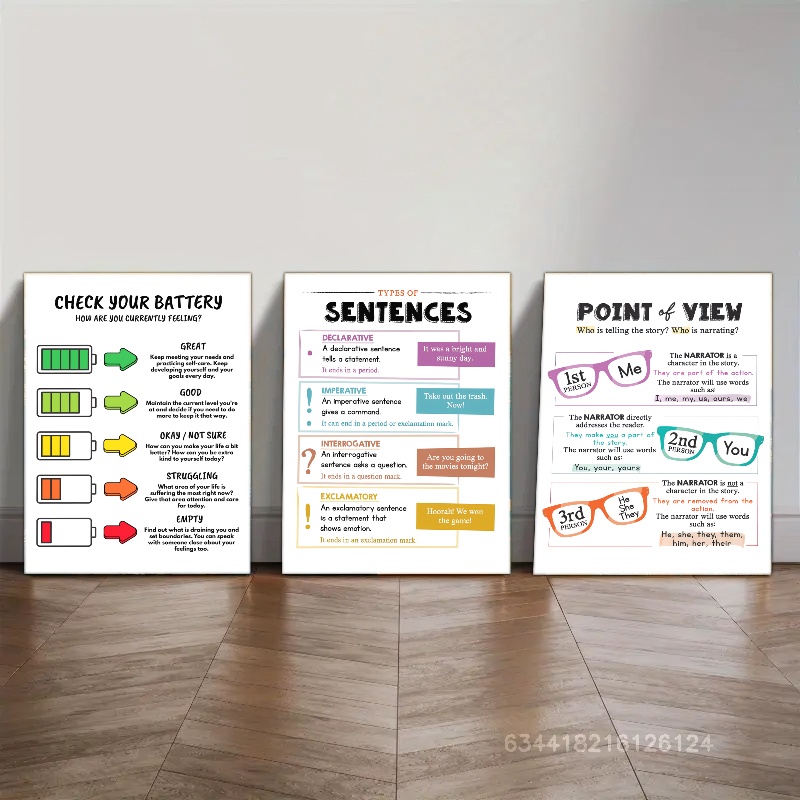 CHECK YOUR BATTERY
HOW ARE YOU CURRENTLY FEELING?
GREAT
Keep meeting your needs and
practicing self-care. Keep
developing yourself and your
goals every day.
GOOD
Maintain the current level you're
at and decide if you need to do
more to keep it that way.
OKAY / NOT SURE
How can you make your life a bit
better? How can you be extra
kind to yourself today?
STRUGGLING
What area of your life is
suffering the most right now?
Give that area attention and care
for today.
EMPTY
Find out what is draining you and
set boundaries. You can speak
with someone close about your
feelings too.
TYPES OF
SENTENCES
DECLARATIVE
A declarative sentence
tells a statement.
It ends in a period.
It was a bright and
sunny day.
IMPERATIVE
An imperative sentence
gives a command.
It can end in a period or exclamation mark.
Take out the trash.
Now!
INTERROGATIVE
An interrogative
sentence asks a question.
It ends in a question mark.
Are you going to
the movies tonight?
EXCLAMATORY
An exclamatory sentence
is a statement that
shows emotion.
It ends in an exclamation mark.
Hoorah! We won
the game!
POINT of VIEW
Who is telling the story? Who is narrating?
1st
PERSON
Me
The NARRATOR is a
character in the story.
They are part of the action.
The narrator will use words
such as:
I, me, my, us, ours, we
The NARRATOR directly
addresses the reader.
They make you a part of
the story.
The narrator will use words
such as:
You, your, yours
2nd
PERSON
You
3rd
PERSON
He
She
They
The NARRATOR is not a
character in the story.
They are removed from the
action.
The narrator will use words
such as:
He, she, they, them,
him, her, their
634418216126124